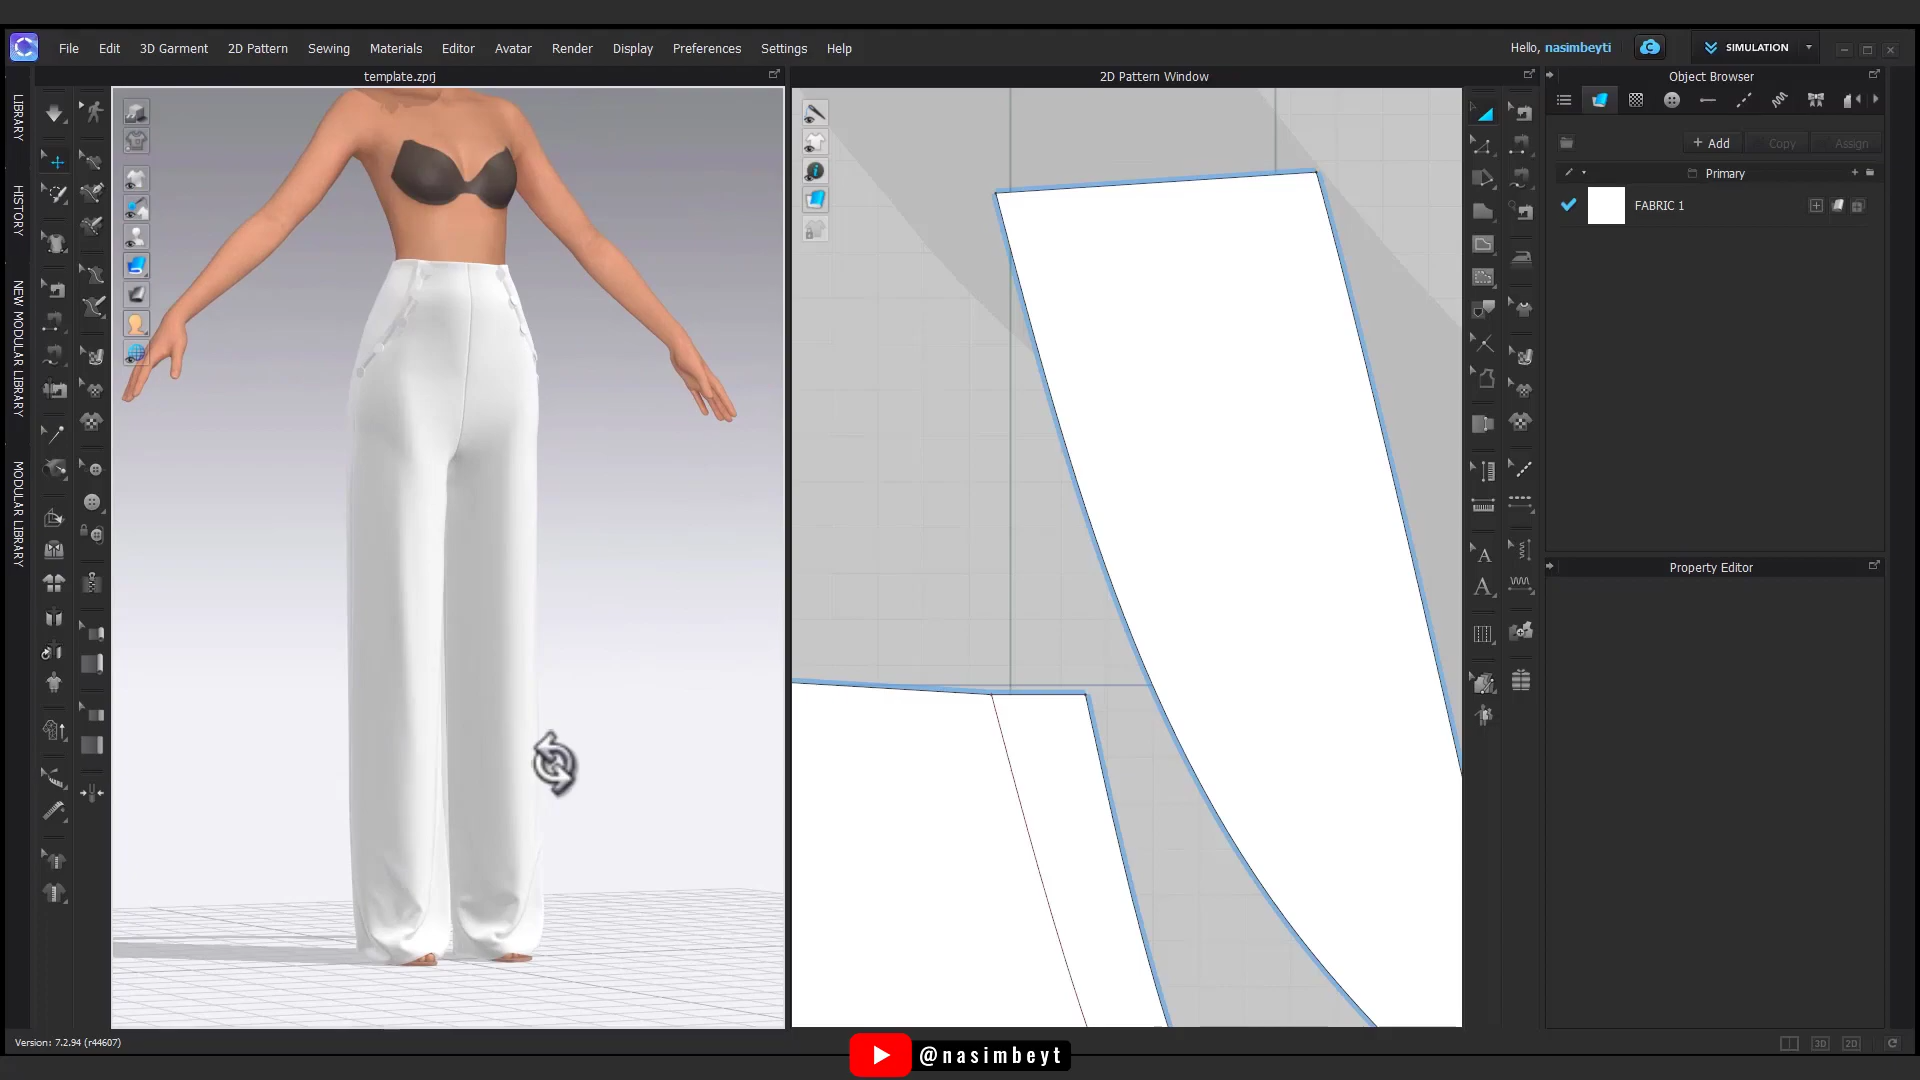 File Edit 3D Garment 2D Pattern Sewing Materials Editor Avatar Render Display Preferences Settings Help
Hello, nasimbeyti
SIMULATION
template.zprj
2D Pattern Window
Object Browser
LIBRARY
HISTORY
NEW MODULAR LIBRARY
MODULAR LIBRARY
+ Add
Copy
Assign
Primary
FABRIC 1
Property Editor
A
A
Version: 7.2.94 (r44607)
3D
2D
@nasimbeyt